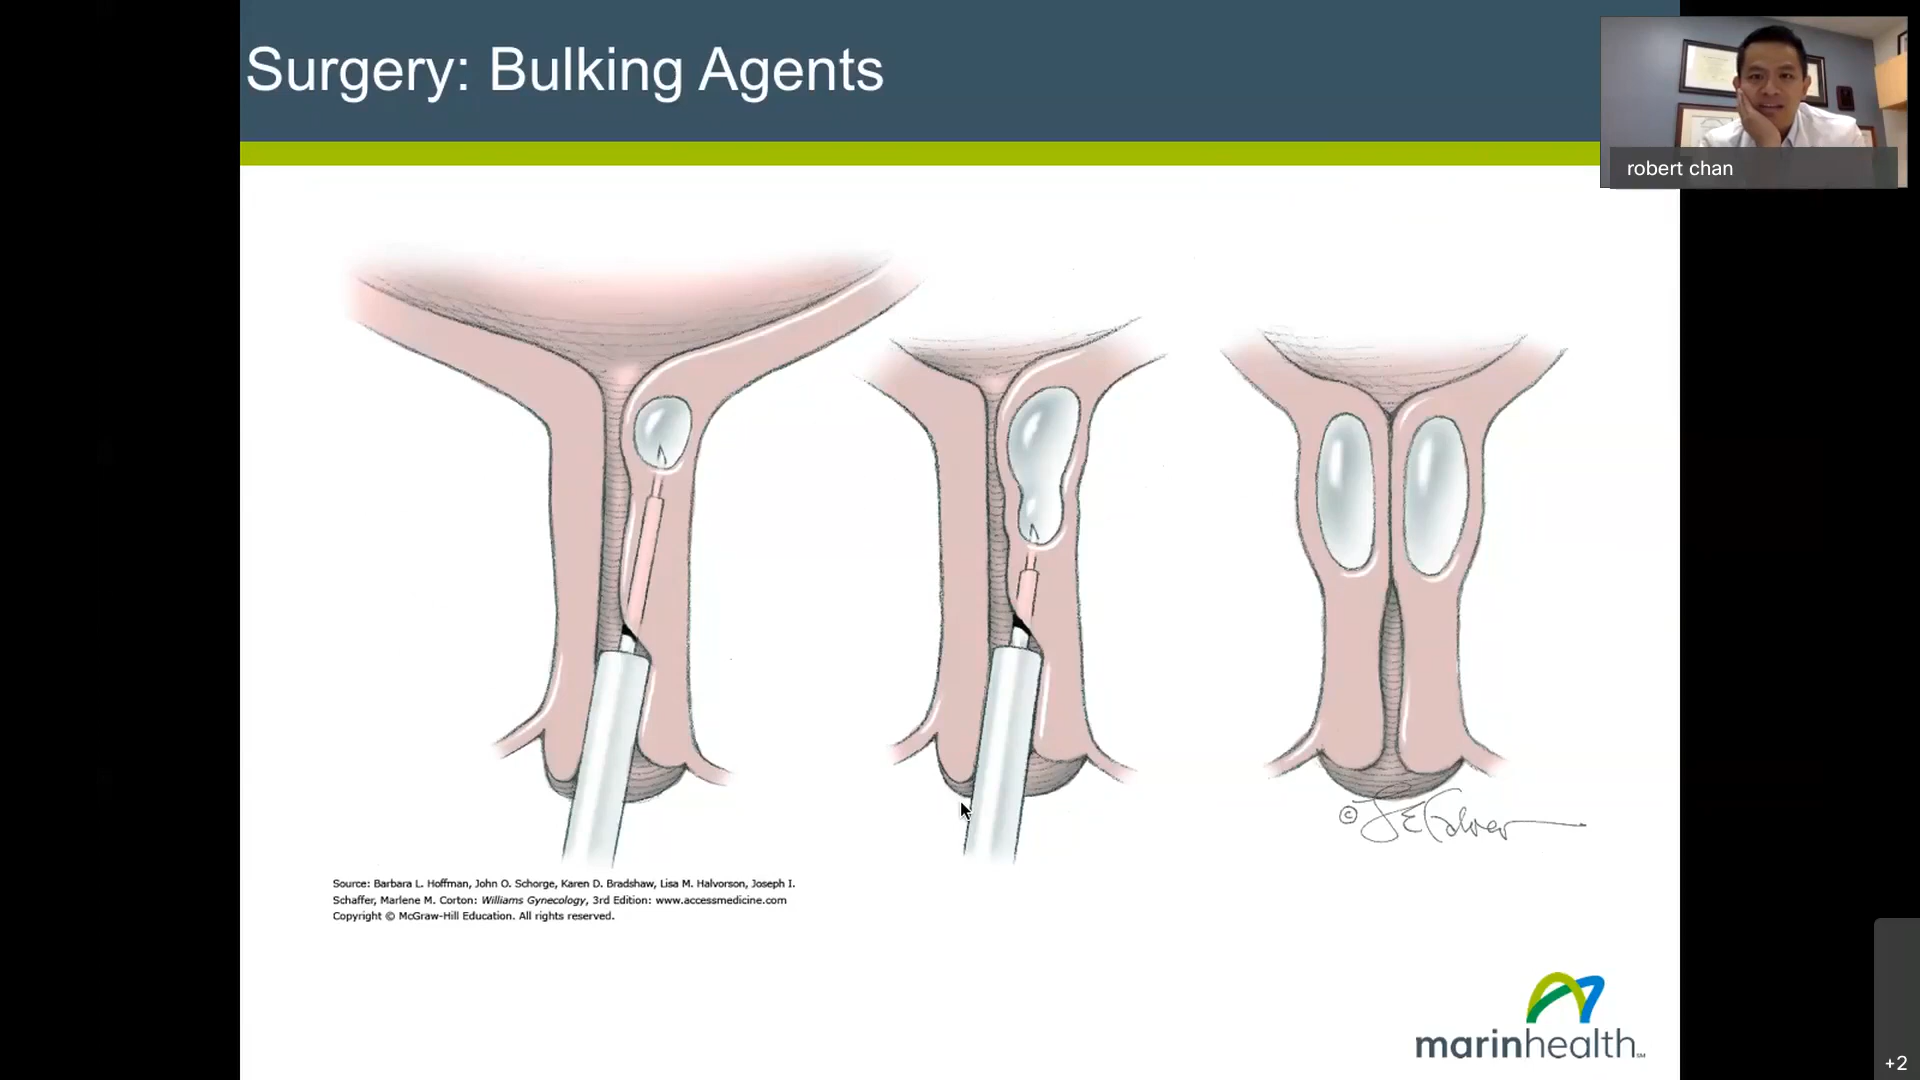 Surgery: Bulking Agents
robert chan
©
Source: Barbara L. Hoffman, John O. Schorge, Karen D. Bradshaw, Lisa M. Halvorson, Joseph I.
Schaffer, Marlene M. Corton: Williams Gynecology, 3rd Edition: www.accessmedicine.com
Copyright © McGraw-Hill Education. All rights reserved.
marinhealth℠
+2